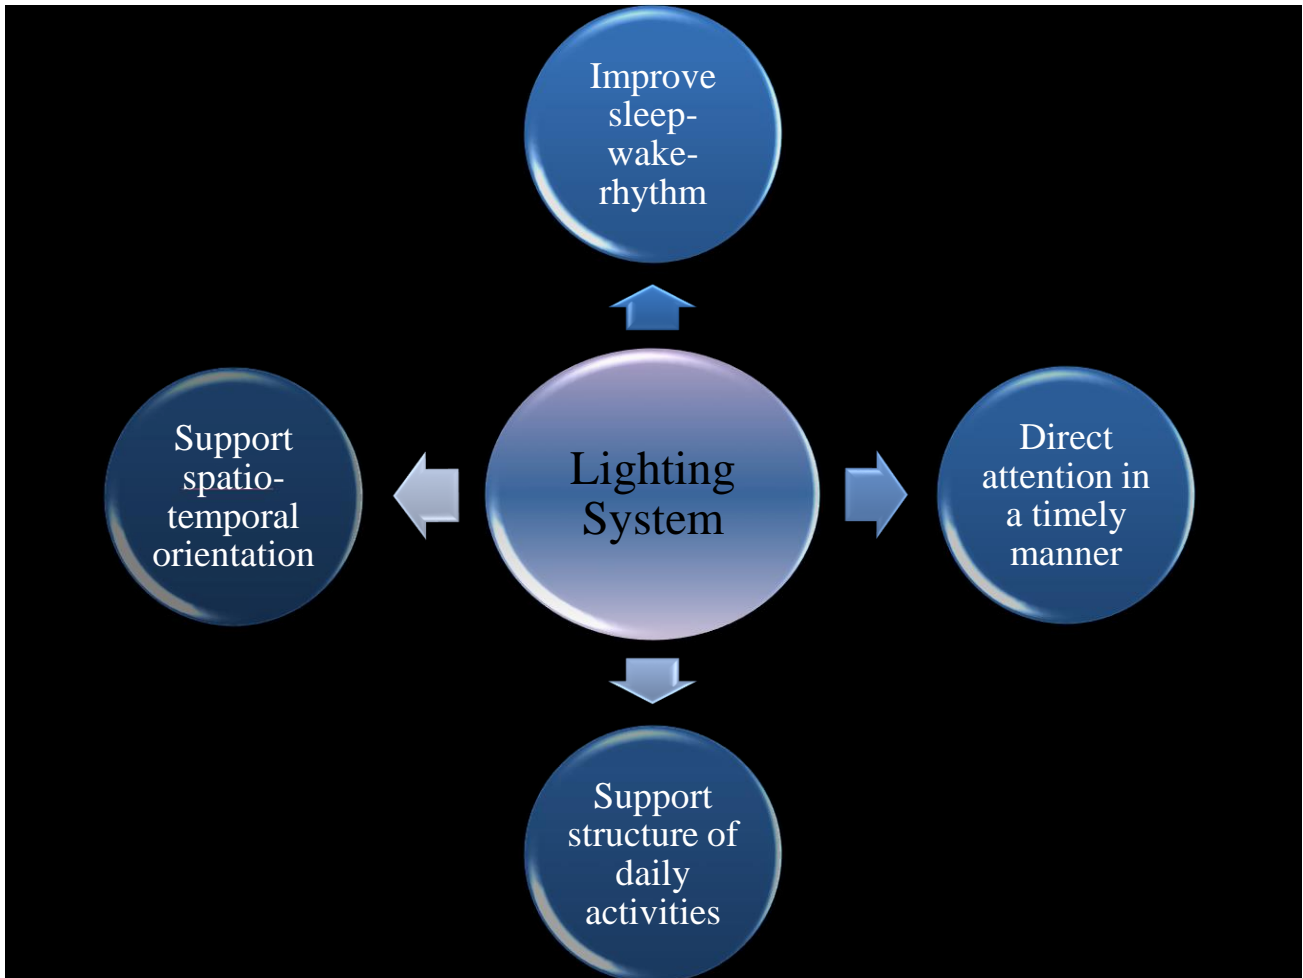 Improve
sleep-
wake-
rhythm
Support
spatio-
temporal
orientation
Lighting
System
Direct
attention in
a timely
manner
Support
structure of
daily
activities